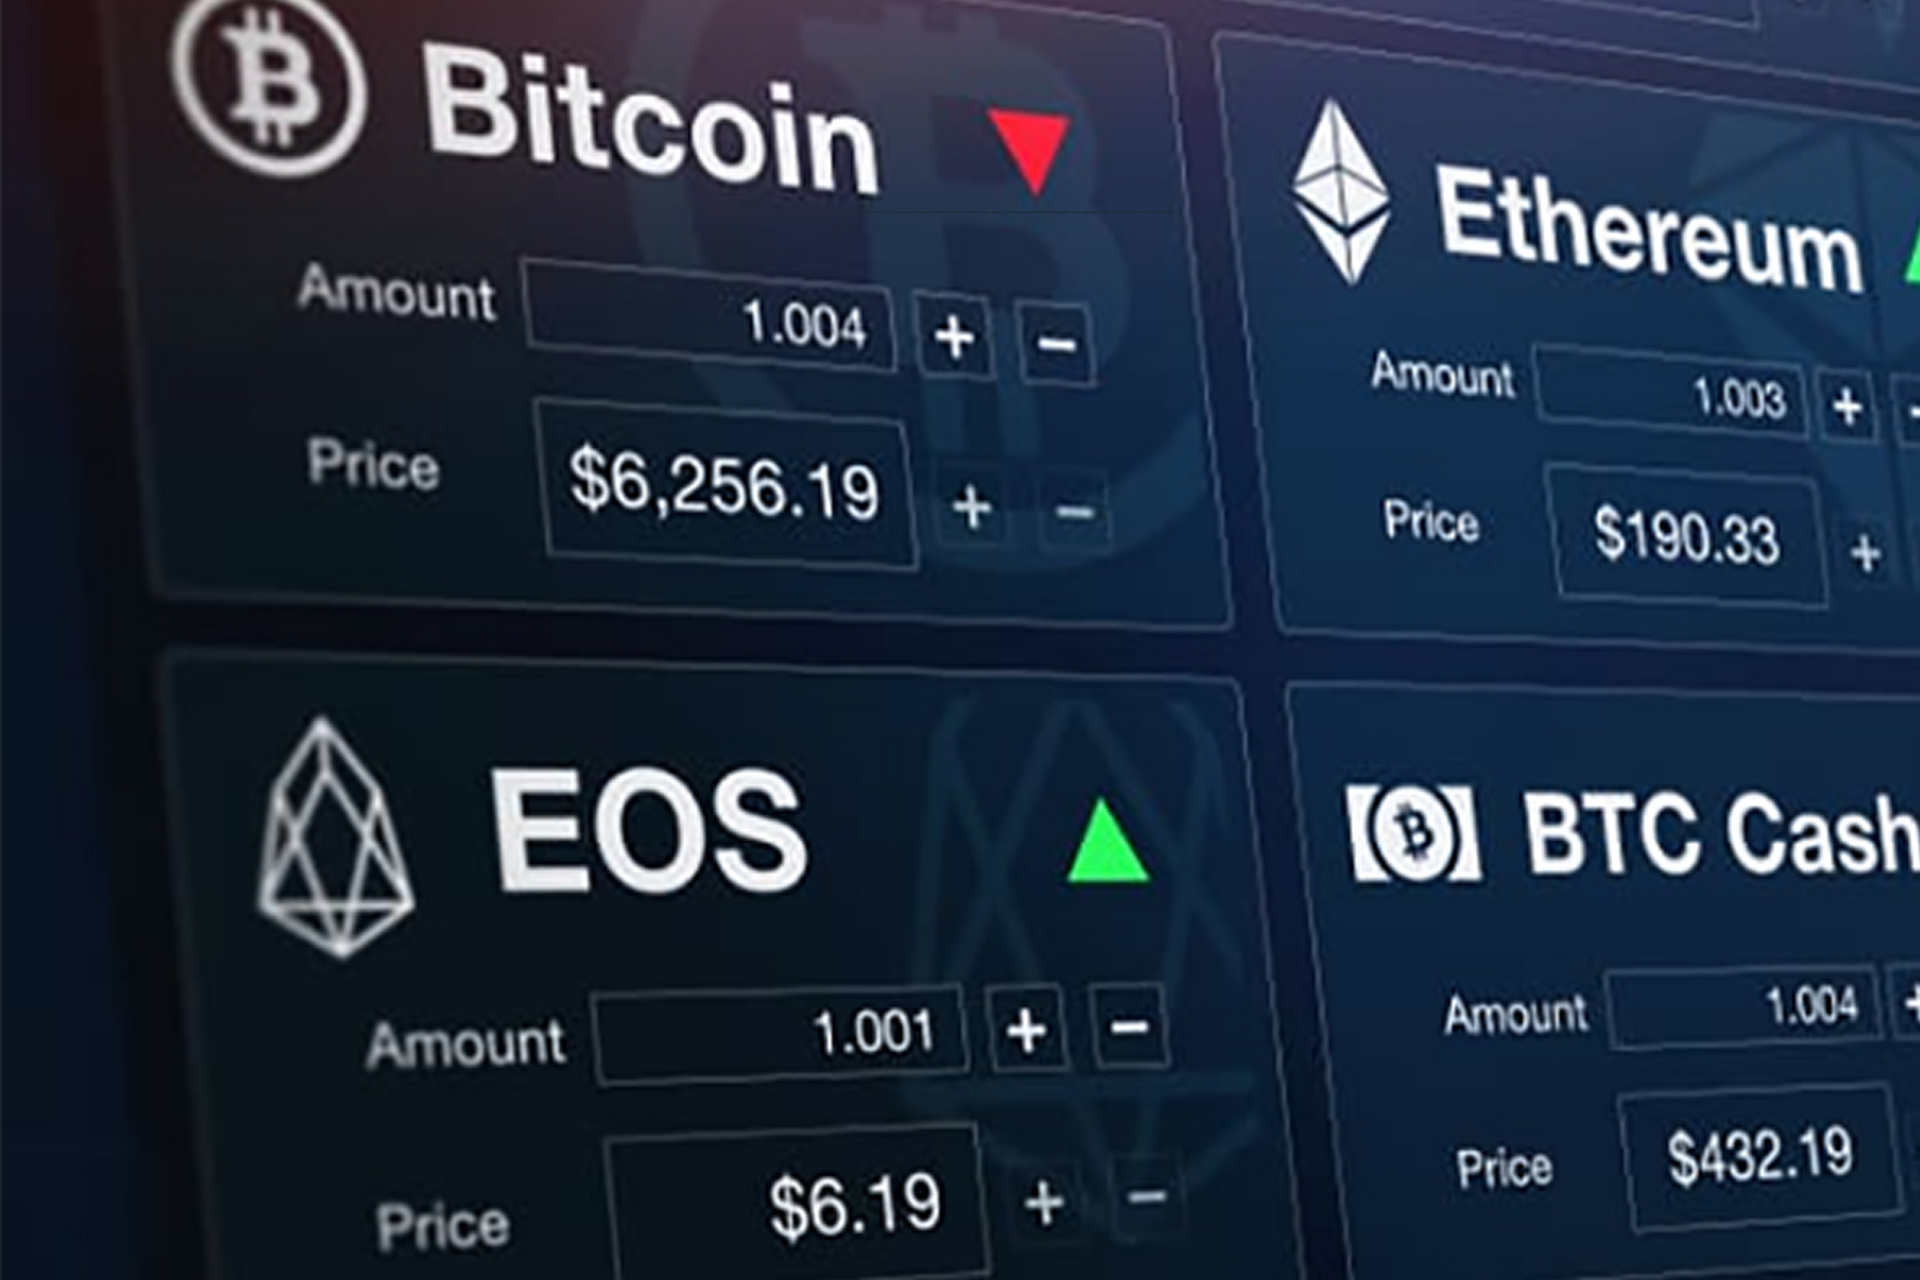 Bitcoin
Amount 1.004 + −
Price $6,256.19 + −
Ethereum
Amount 1.003 +
Price $190.33 +
EOS
Amount 1.001 + −
Price $6.19 + −
BTC Cash
Amount 1.004 +
Price $432.19